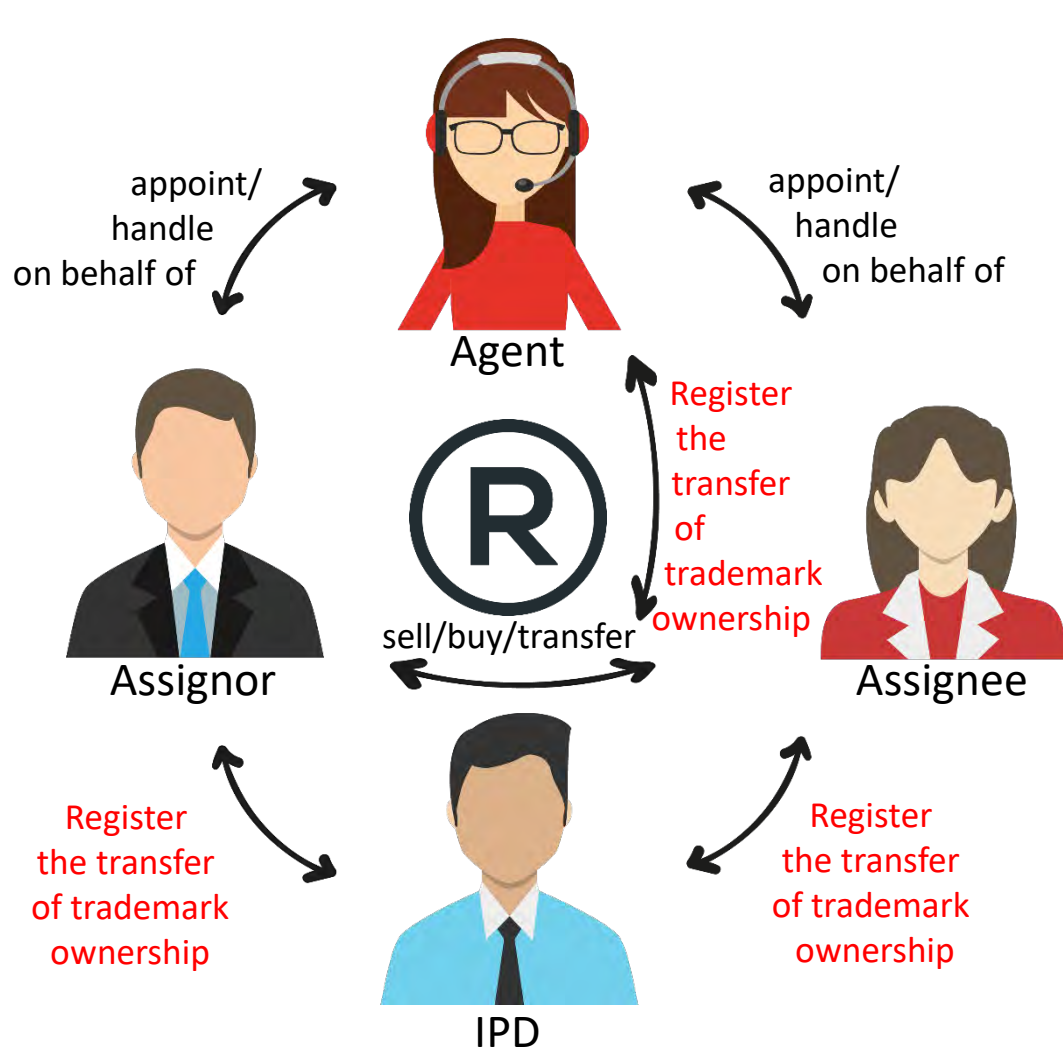 appoint/
handle
on behalf of
appoint/
handle
on behalf of
Agent
Register
the
transfer
of
trademark
ownership
R
sell/buy/transfer
Assignor
Assignee
Register
the transfer
of trademark
ownership
Register
the transfer
of trademark
ownership
IPD